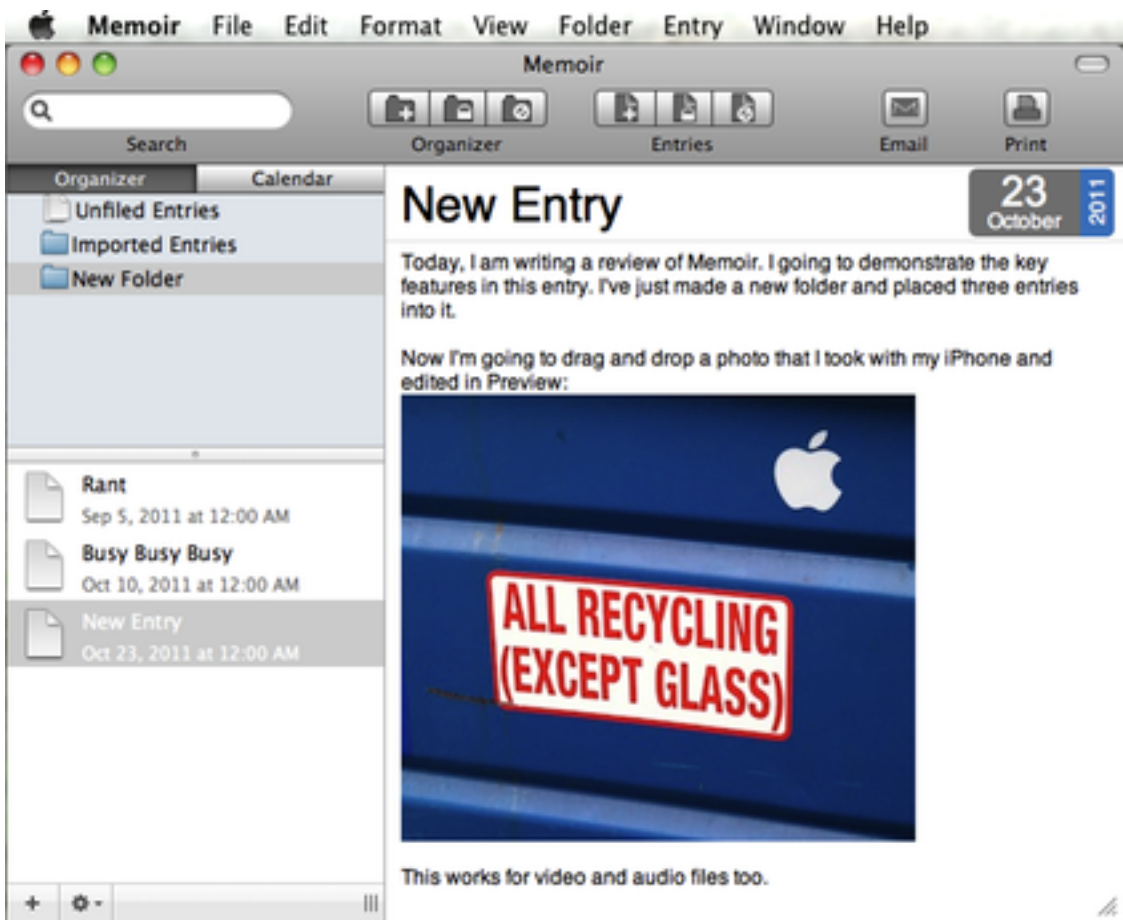 Memoir File Edit Format View Folder Entry Window Help
Memoir
Search Organizer Entries Email Print
Organizer Calendar
Unfiled Entries
Imported Entries
New Folder
Rant
Sep 5, 2011 at 12:00 AM
Busy Busy Busy
Oct 10, 2011 at 12:00 AM
New Entry
Oct 23, 2011 at 12:00 AM
New Entry
23
October
2011
Today, I am writing a review of Memoir. I going to demonstrate the key
features in this entry. I've just made a new folder and placed three entries
into it.
Now I'm going to drag and drop a photo that I took with my iPhone and
edited in Preview:
ALL RECYCLING
(EXCEPT GLASS)
This works for video and audio files too.